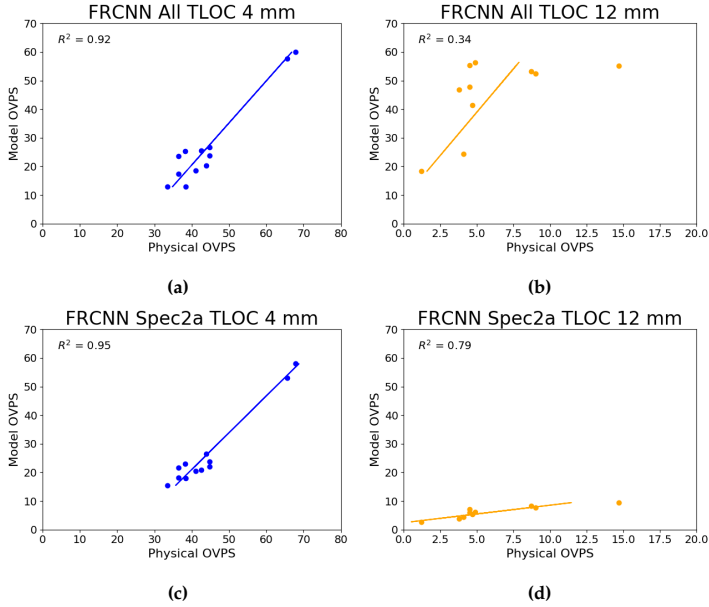 FRCNN All TLOC 4 mm
R² = 0.92
Model OVPS
70
60
50
40
30
20
10
0
0 10 20 30 40 50 60 70 80
Physical OVPS
(a)
FRCNN All TLOC 12 mm
R² = 0.34
Model OVPS
70
60
50
40
30
20
10
0
0.0 2.5 5.0 7.5 10.0 12.5 15.0 17.5 20.0
Physical OVPS
(b)
FRCNN Spec2a TLOC 4 mm
R² = 0.95
Model OVPS
70
60
50
40
30
20
10
0
0 10 20 30 40 50 60 70 80
Physical OVPS
(c)
FRCNN Spec2a TLOC 12 mm
R² = 0.79
Model OVPS
70
60
50
40
30
20
10
0
0.0 2.5 5.0 7.5 10.0 12.5 15.0 17.5 20.0
Physical OVPS
(d)